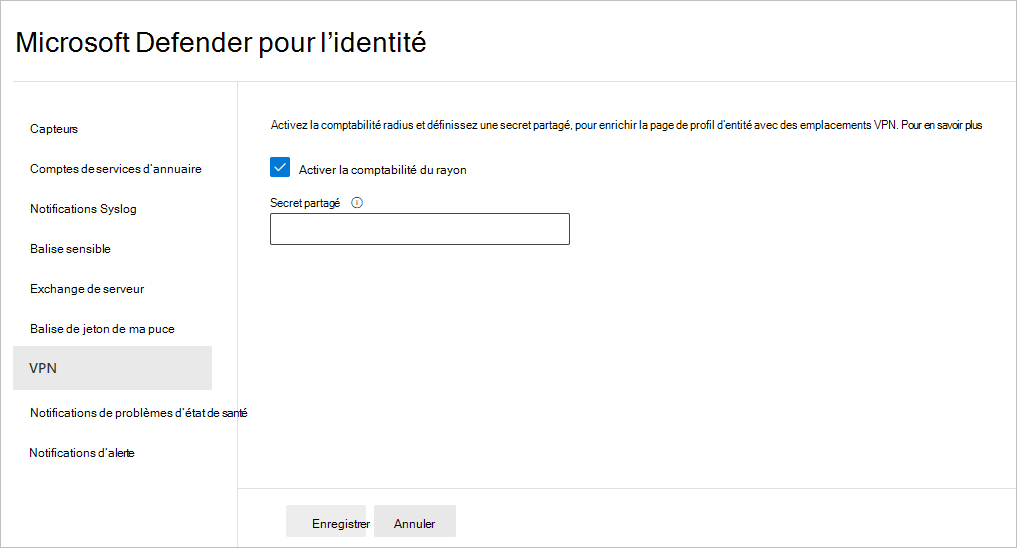 Microsoft Defender pour l’identité
Capteurs
Comptes de services d’annuaire
Notifications Syslog
Balise sensible
Exchange de serveur
Balise de jeton de ma puce
VPN
Notifications de problèmes d’état de santé
Notifications d’alerte
Activez la comptabilité radius et définissez une secret partagé, pour enrichir la page de profil d’entité avec des emplacements VPN. Pour en savoir plus
Activer la comptabilité du rayon
Secret partagé
Enregistrer
Annuler